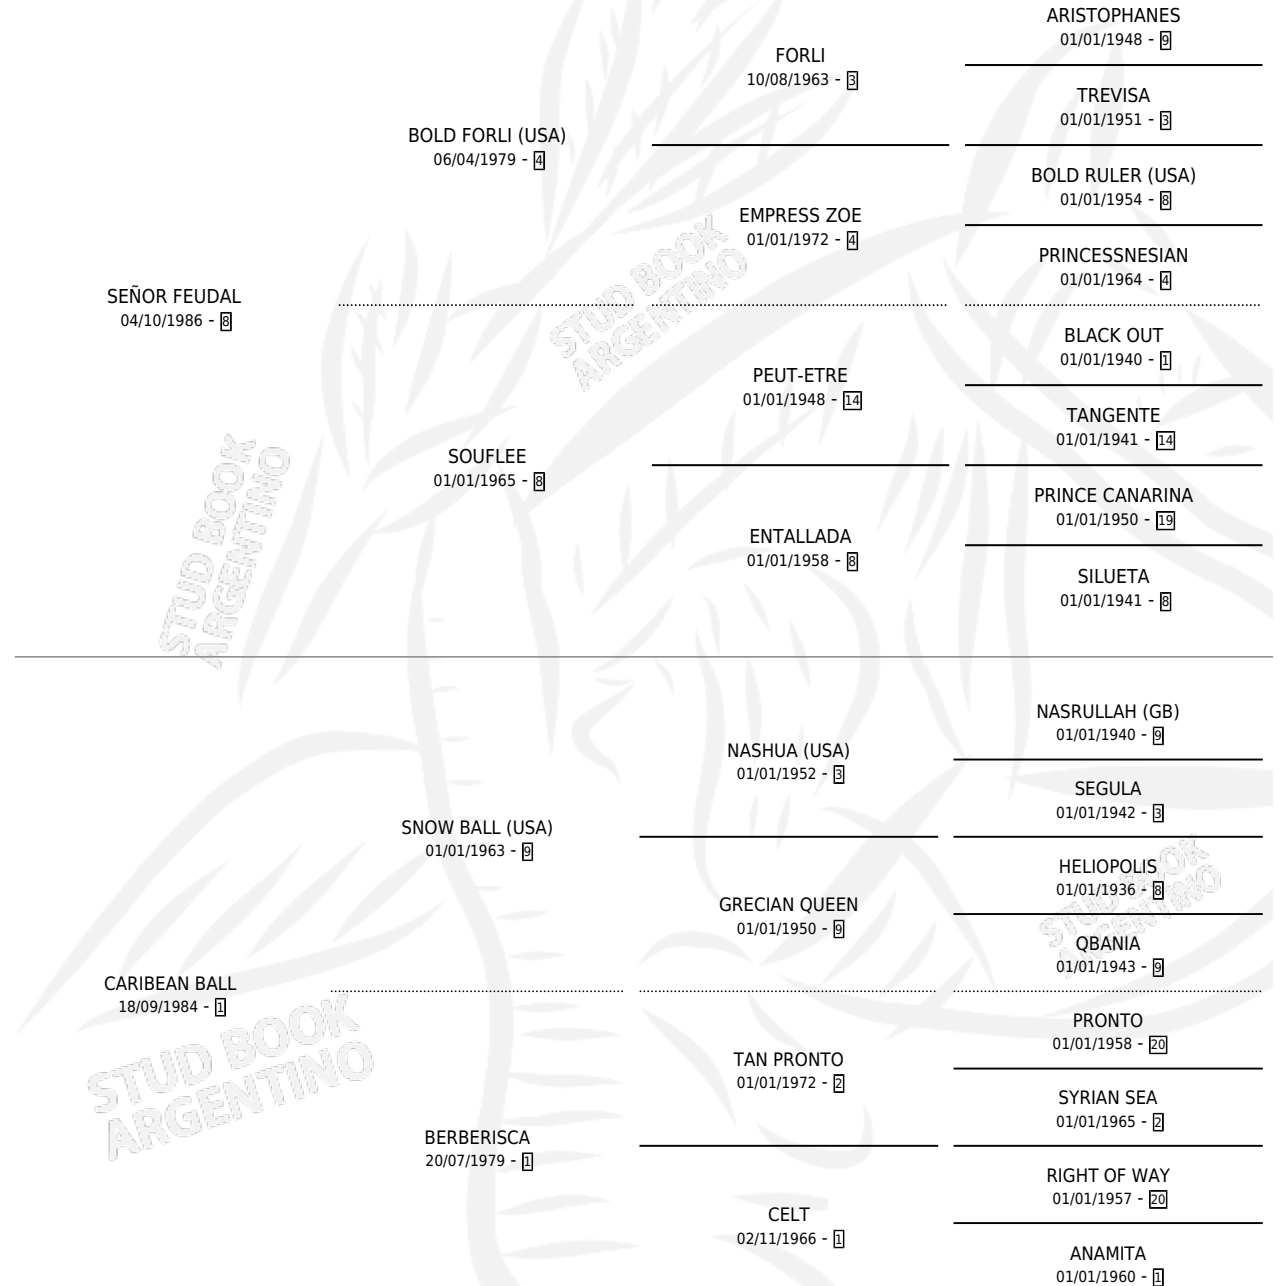 ARISTOPHANES
01/01/1948 - 9
FORLI
10/08/1963 - 3
TREVISA
01/01/1951 - 3
BOLD FORLI (USA)
06/04/1979 - 4
BOLD RULER (USA)
01/01/1954 - 8
EMPRESS ZOE
01/01/1972 - 4
PRINCESSNESIAN
01/01/1964 - 4
SEÑOR FEUDAL
04/10/1986 - 8
BLACK OUT
01/01/1940 - 1
PEUT-ETRE
01/01/1948 - 14
TANGENTE
01/01/1941 - 14
SOUFLEE
01/01/1965 - 8
PRINCE CANARINA
01/01/1950 - 19
ENTALLADA
01/01/1958 - 8
SILUETA
01/01/1941 - 8
STUD BOOK
ARGENTINO
STUD BOOK
ARGENTINO
NASRULLAH (GB)
01/01/1940 - 9
NASHUA (USA)
01/01/1952 - 3
SEGULA
01/01/1942 - 3
SNOW BALL (USA)
01/01/1963 - 9
HELIOPOLIS
01/01/1936 - 8
GRECIAN QUEEN
01/01/1950 - 9
QBANIA
01/01/1943 - 9
CARIBEAN BALL
18/09/1984 - 1
PRONTO
01/01/1958 - 20
TAN PRONTO
01/01/1972 - 2
SYRIAN SEA
01/01/1965 - 2
BERBERISCA
20/07/1979 - 1
RIGHT OF WAY
01/01/1957 - 20
CELT
02/11/1966 - 1
ANAMITA
01/01/1960 - 1
STUD BOOK
ARGENTINO
STUD BOOK
ARGENTINO